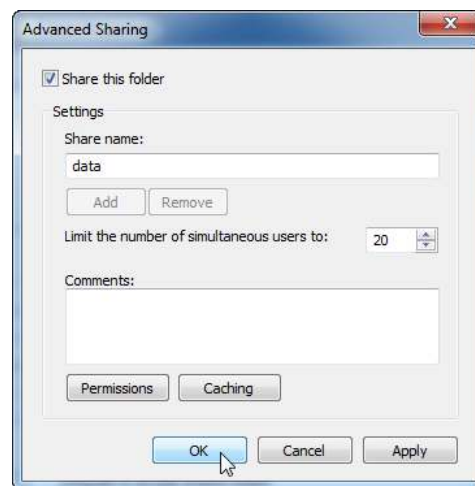 Advanced Sharing
Share this folder
Settings
Share name:
data
Add Remove
Limit the number of simultaneous users to: 20
Comments:
Permissions Caching
OK Cancel Apply